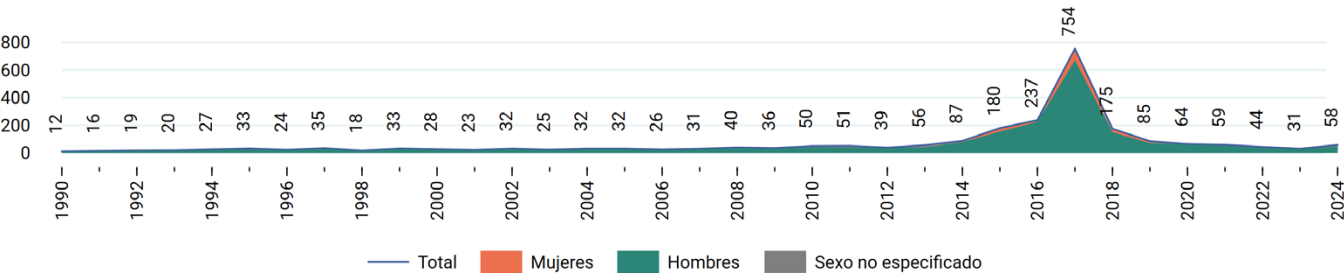 800
600
400
200
0
12 16 19 20 27 33 24 35 18 33 28 23 32 25 32 32 26 31 40 36 50 51 39 56 87 180 237 754 175 85 64 59 44 31 58
1990 1992 1994 1996 1998 2000 2002 2004 2006 2008 2010 2012 2014 2016 2018 2020 2022 2024
Total Mujeres Hombres Sexo no especificado